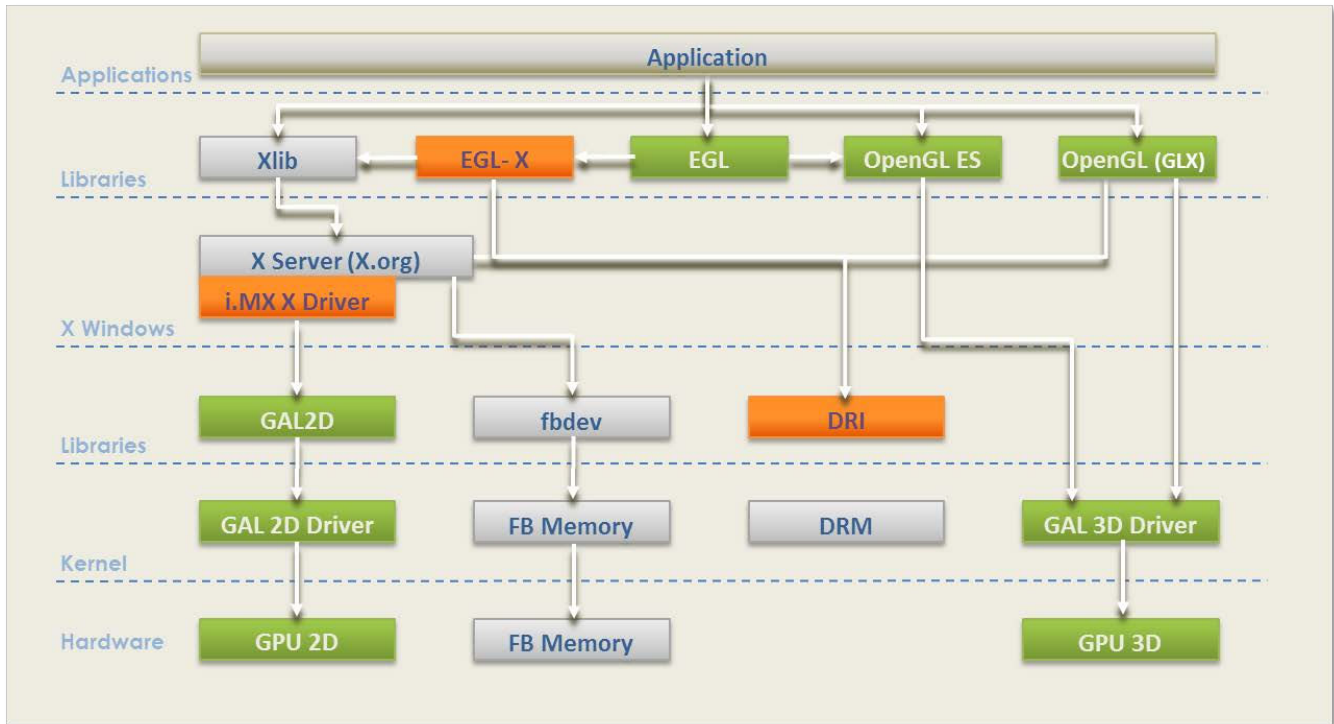 Application
Applications
Xlib
EGL- X
EGL
OpenGL ES
OpenGL (GLX)
Libraries
X Server (X.org)
i.MX X Driver
X Windows
GAL2D
fbdev
DRI
Libraries
GAL 2D Driver
FB Memory
DRM
GAL 3D Driver
Kernel
Hardware
GPU 2D
FB Memory
GPU 3D